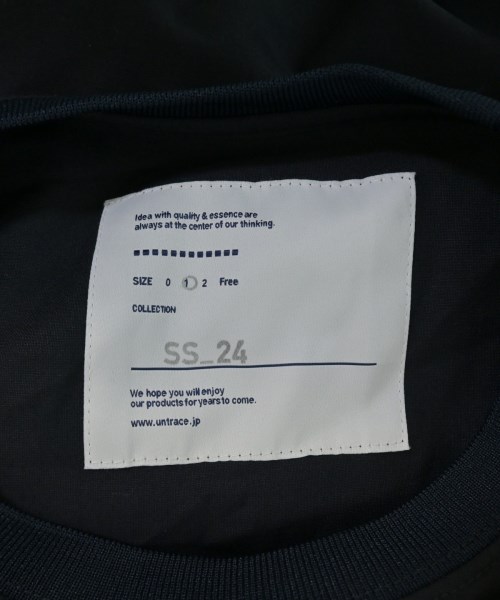 Idea with quality & essence are
always at the center of our thinking.
SIZE 0 1 2 Free
COLLECTION
SS_24
We hope you will enjoy
our products for years to come.
www.untrace.jp